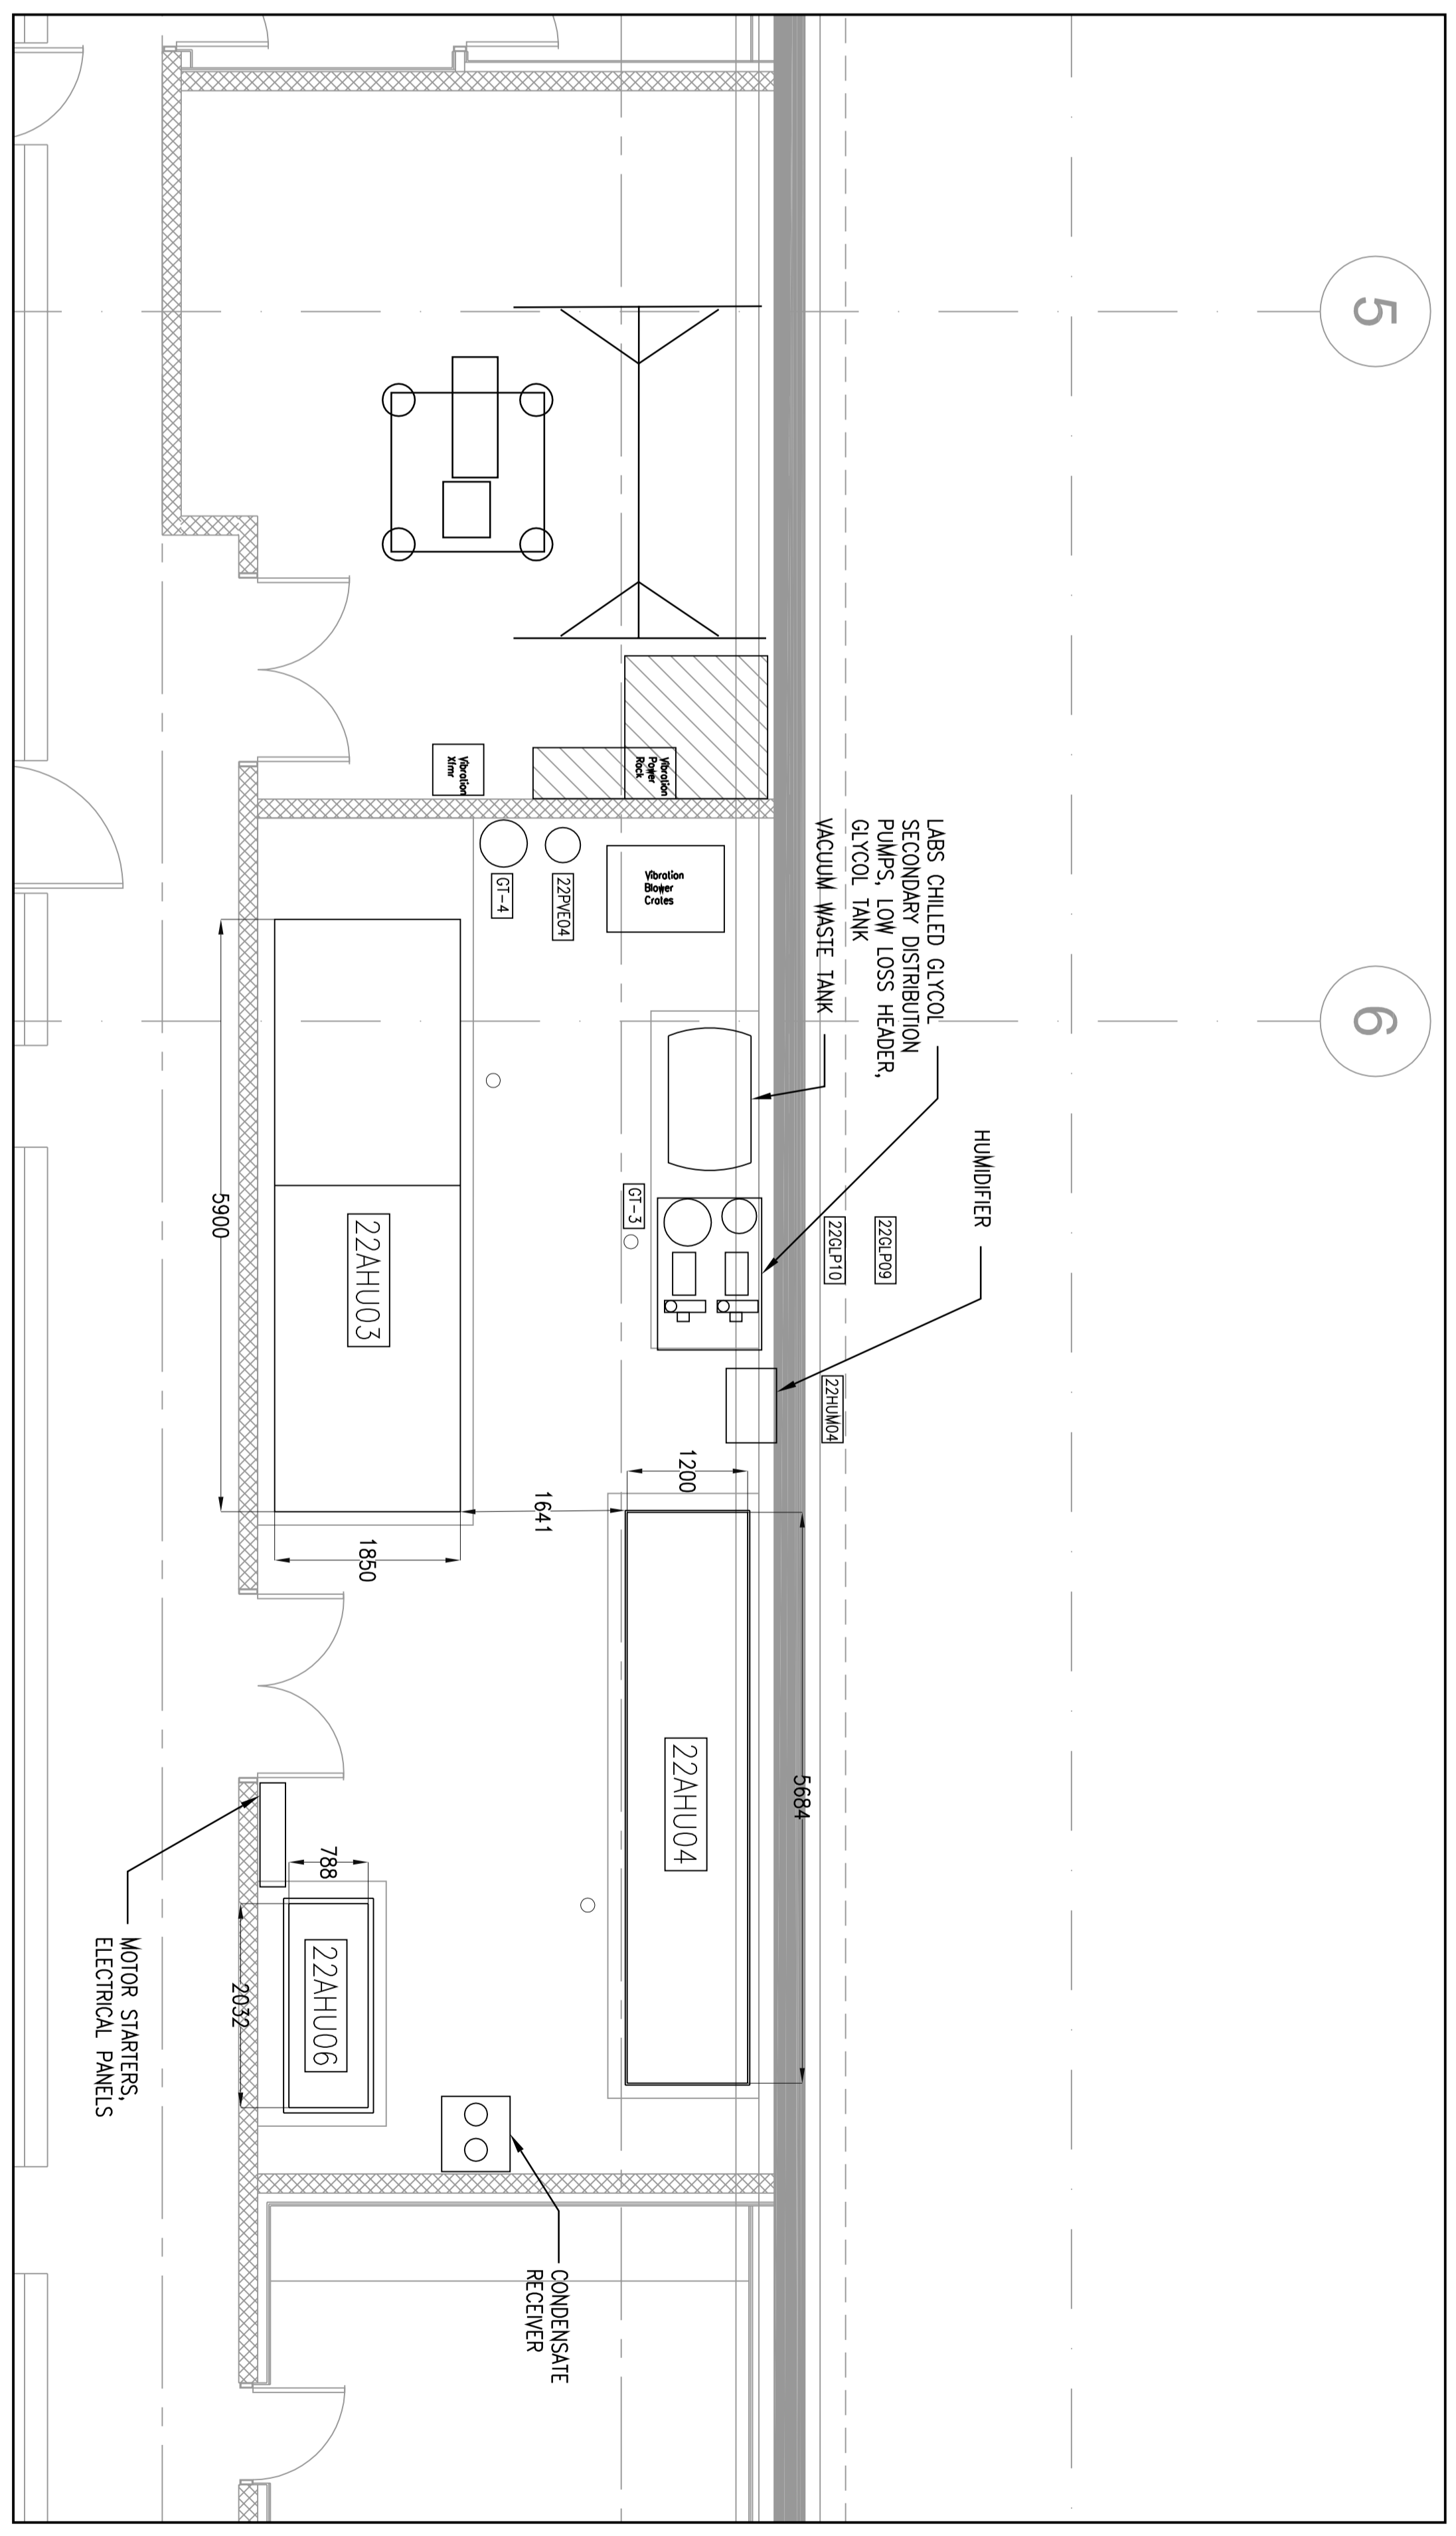 5
6
LABS CHILLED GLYCOL
SECONDARY DISTRIBUTION
PUMPS, LOW LOSS HEADER,
GLYCOL TANK
VACUUM WASTE TANK
HUMIDIFIER
22GLP09
22GLP10
22HUM04
Vibration
Power
Rack
Vibration
Xfmr
Vibration
Blower
Crates
22PVE04
GT-4
GT-3
22AHU03
5900
1850
1641
1200
5684
22AHU04
788
2032
22AHU06
MOTOR STARTERS,
ELECTRICAL PANELS
CONDENSATE
RECEIVER